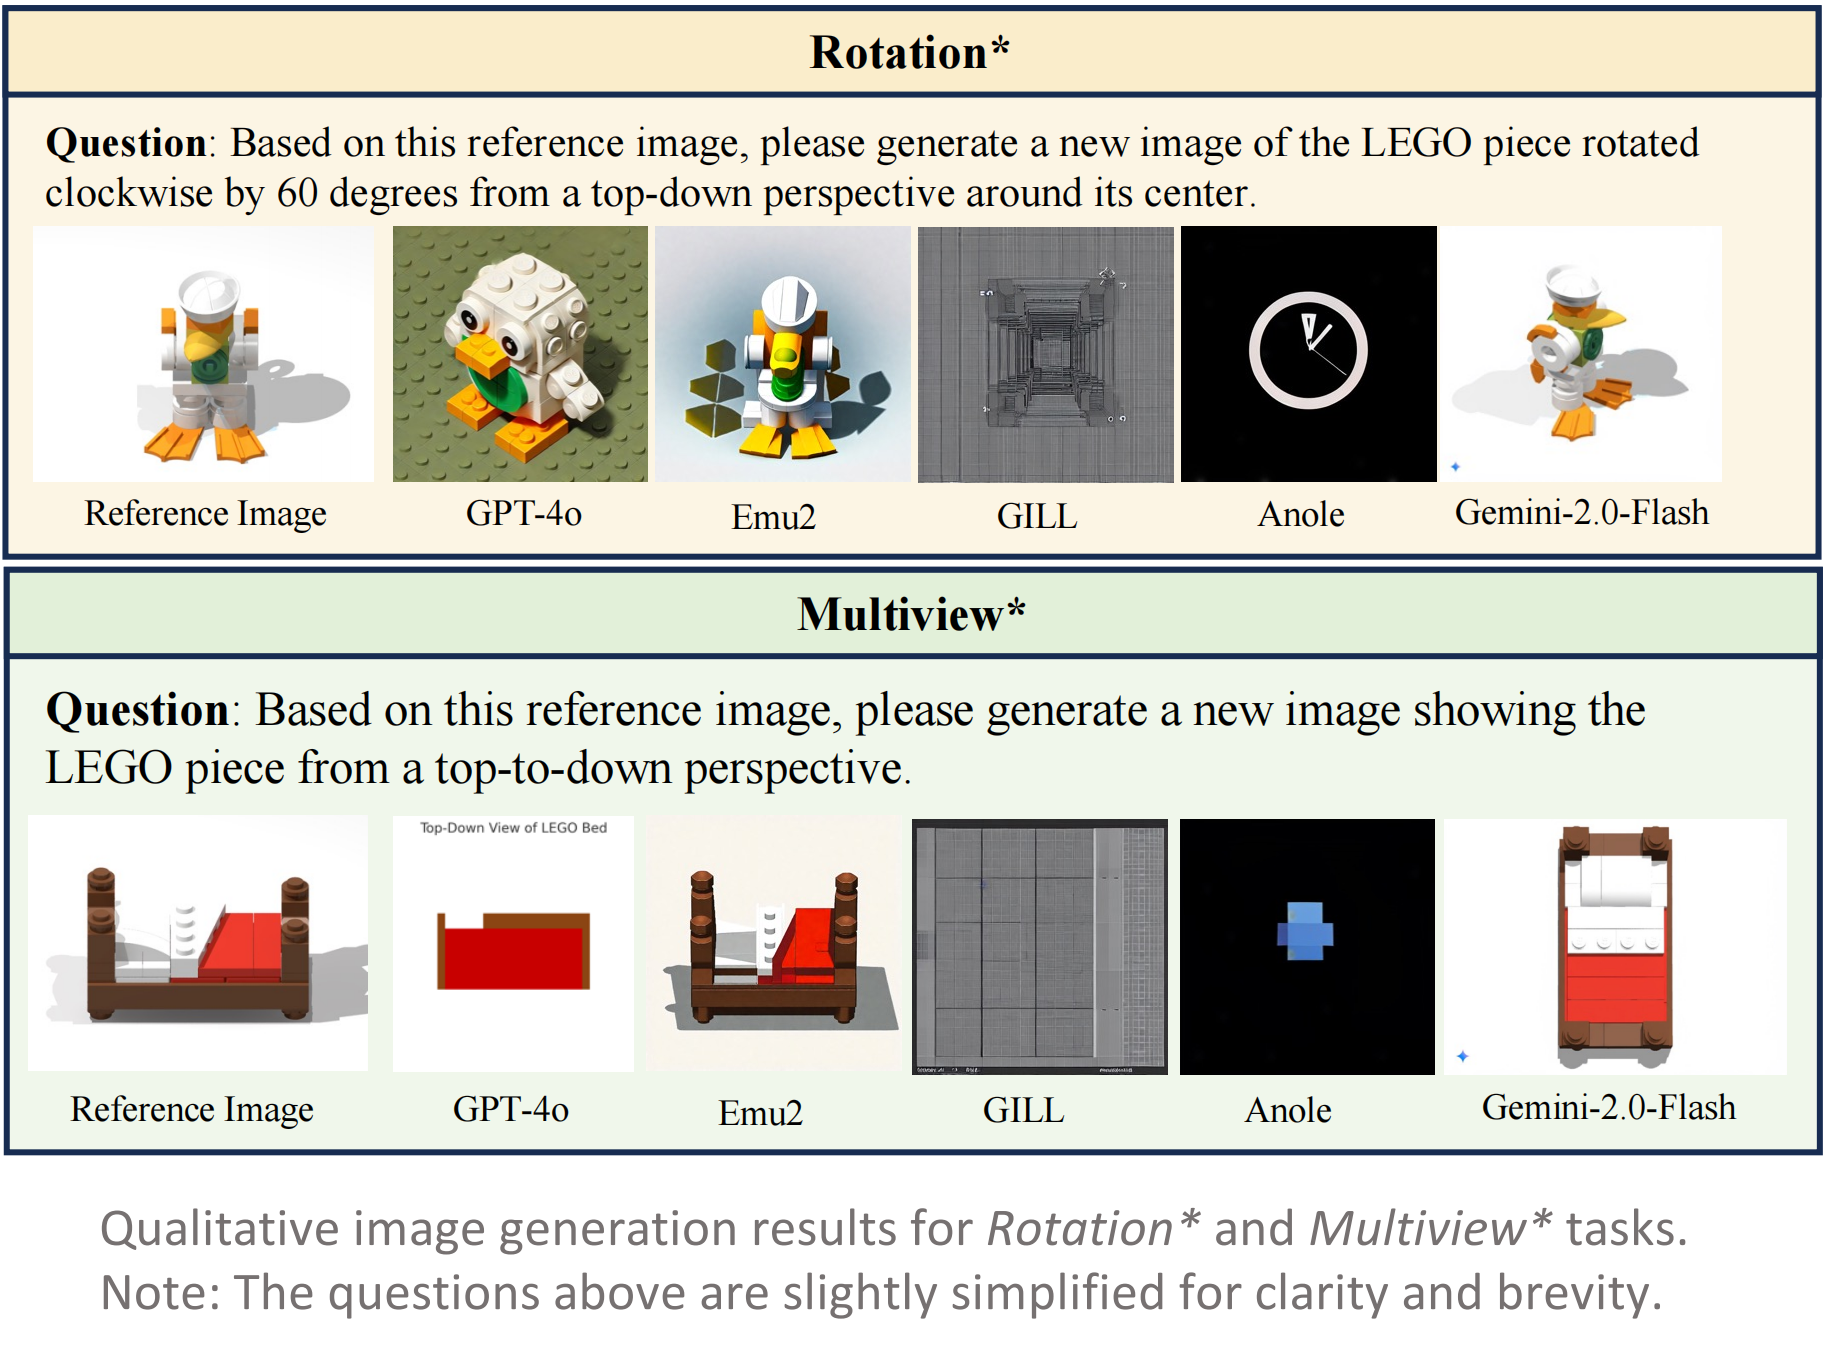 Rotation*
Question: Based on this reference image, please generate a new image of the LEGO piece rotated
clockwise by 60 degrees from a top-down perspective around its center.
Reference Image
GPT-4o
Emu2
GILL
Anole
Gemini-2.0-Flash
Multiview*
Question: Based on this reference image, please generate a new image showing the
LEGO piece from a top-to-down perspective.
Top-Down View of LEGO Bed
Reference Image
GPT-4o
Emu2
GILL
Anole
Gemini-2.0-Flash
Qualitative image generation results for Rotation* and Multiview* tasks.
Note: The questions above are slightly simplified for clarity and brevity.